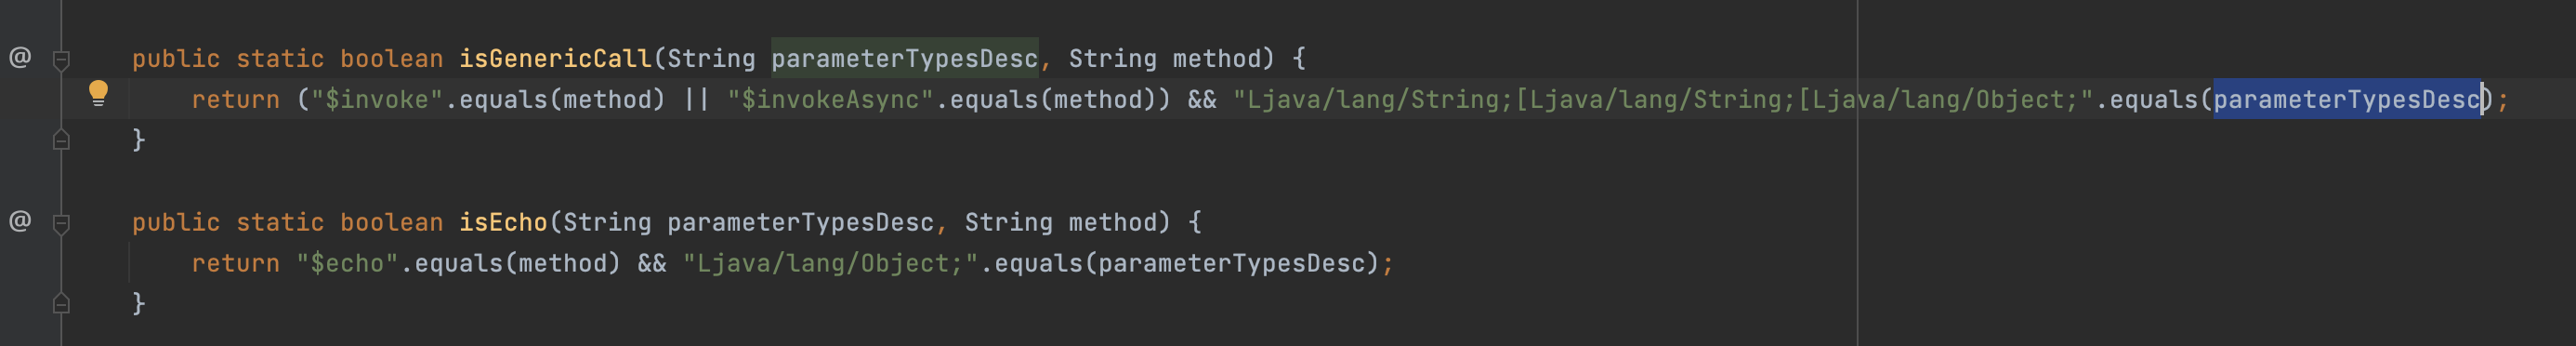 @ public static boolean isGenericCall(String parameterTypesDesc, String method) {
return ("$invoke".equals(method) || "$invokeAsync".equals(method)) && "Ljava/lang/String;[Ljava/lang/String;[Ljava/lang/Object;".equals(parameterTypesDesc);
}
@ public static boolean isEcho(String parameterTypesDesc, String method) {
return "$echo".equals(method) && "Ljava/lang/Object;".equals(parameterTypesDesc);
}